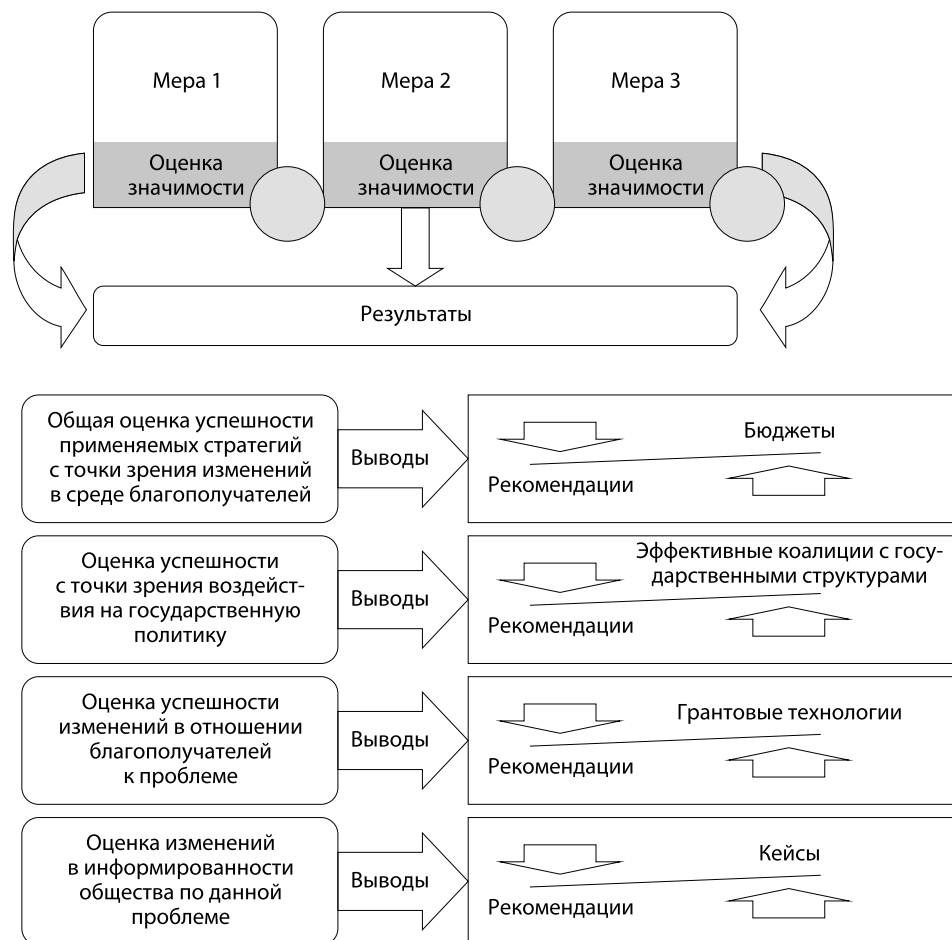 Мера 1
Мера 2
Мера 3
Оценка
значимости
Оценка
значимости
Оценка
значимости
Результаты
Общая оценка успешности
применяемых стратегий
с точки зрения изменений
в среде благополучателей
Выводы
Бюджеты
Рекомендации
Оценка успешности
с точки зрения воздейст-
вия на государственную
политику
Выводы
Эффективные коалиции с госу-
дарственными структурами
Рекомендации
Оценка успешности
изменений в отношении
благополучателей
к проблеме
Выводы
Грантовые технологии
Рекомендации
Оценка изменений
в информированности
общества по данной
проблеме
Выводы
Кейсы
Рекомендации